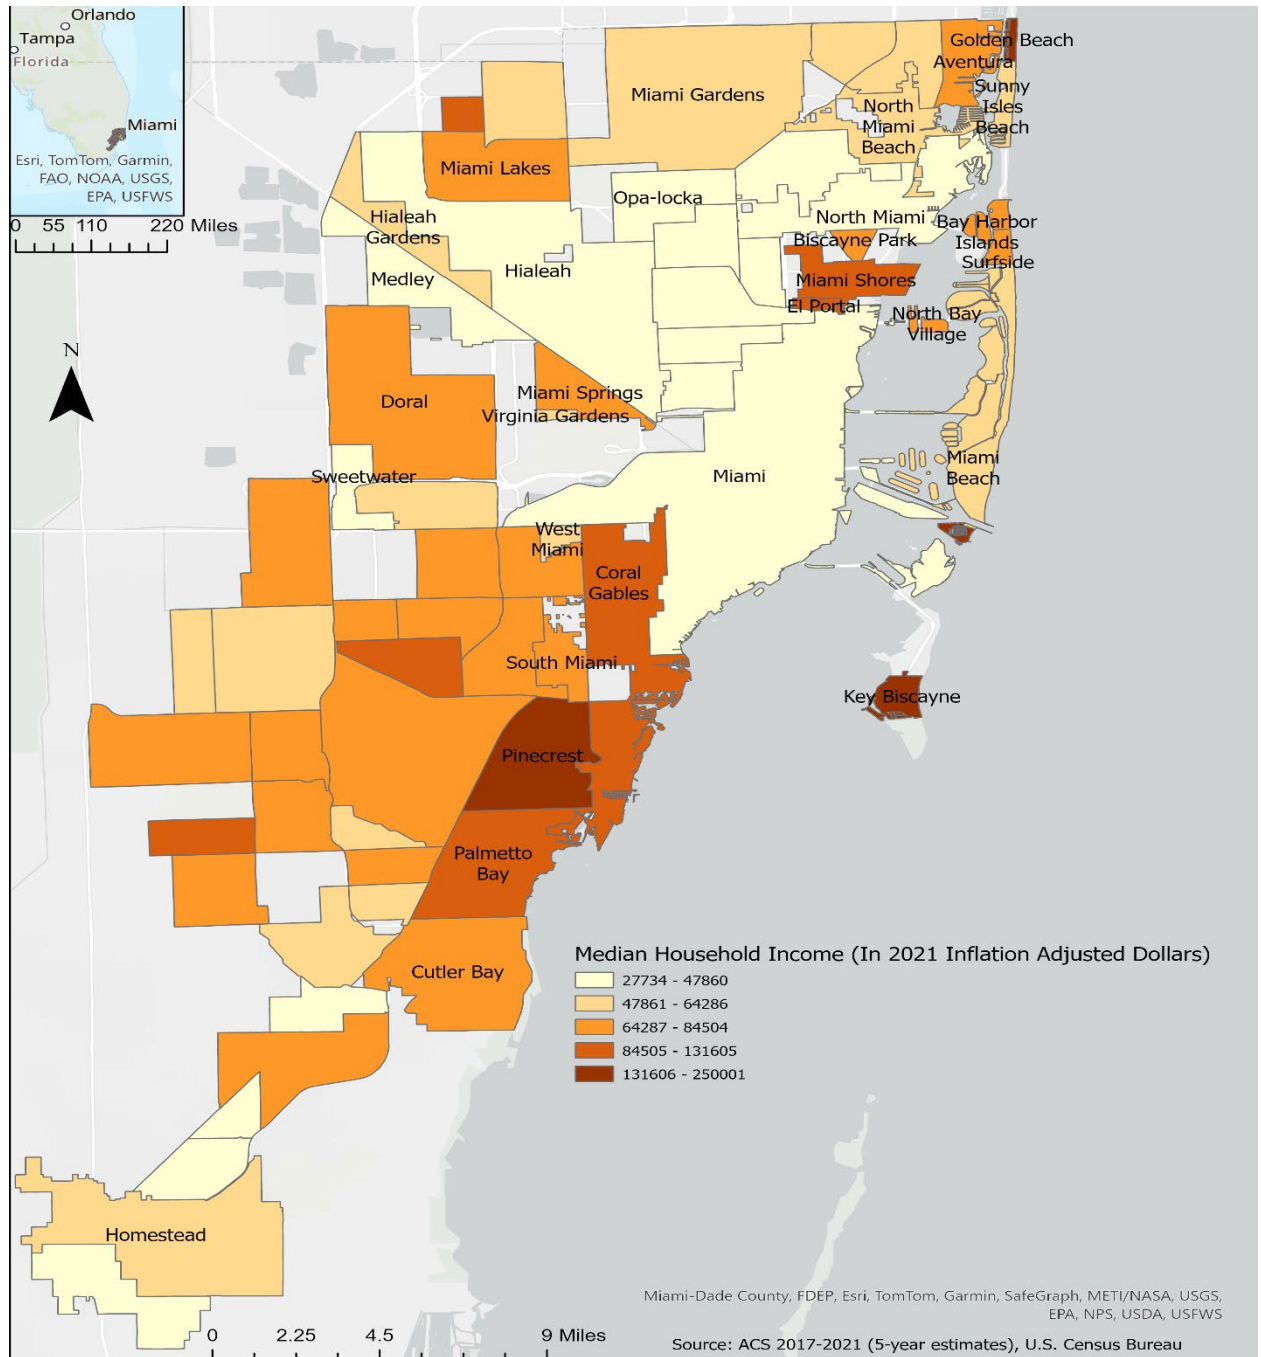 Orlando
Tampa
Florida
Miami
Esri, TomTom, Garmin,
FAO, NOAA, USGS,
EPA, USFWS
0 55 110 220 Miles
N
Golden Beach
Aventura
Sunny
Isles
Beach
Miami Gardens
North
Miami
Beach
Miami Lakes
Opa-locka
Hialeah
Gardens
North Miami
Bay Harbor
Islands
Biscayne Park
Surfside
Medley
Hialeah
Miami Shores
El Portal
North Bay
Village
Doral
Miami Springs
Virginia Gardens
Miami
Beach
Sweetwater
Miami
West
Miami
Coral
Gables
South Miami
Key Biscayne
Pinecrest
Palmetto
Bay
Cutler Bay
Homestead
Median Household Income (In 2021 Inflation Adjusted Dollars)
27734 - 47860
47861 - 64286
64287 - 84504
84505 - 131605
131606 - 250001
Miami-Dade County, FDEP, Esri, TomTom, Garmin, SafeGraph, METI/NASA, USGS,
EPA, NPS, USDA, USFWS
0 2.25 4.5 9 Miles
Source: ACS 2017-2021 (5-year estimates), U.S. Census Bureau